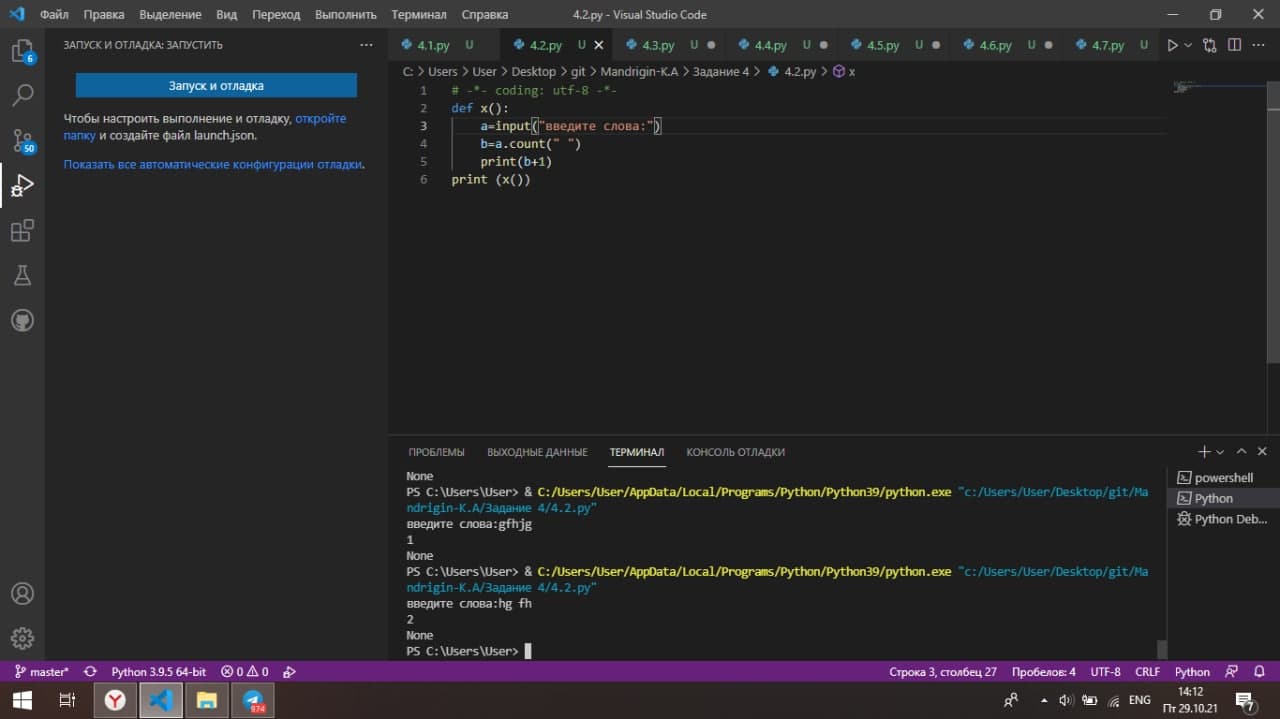 Файл Правка Выделение Вид Переход Выполнить Терминал Справка 4.2.py - Visual Studio Code
ЗАПУСК И ОТЛАДКА: ЗАПУСТИТЬ
4.1.py U 4.2.py U 4.3.py U 4.4.py U 4.5.py U 4.6.py U 4.7.py U
6
C: > Users > User > Desktop > git > Mandrigin-K.A > Задание 4 > 4.2.py > x
Запуск и отладка
Чтобы настроить выполнение и отладку, откройте
папку и создайте файл launch.json.
50
Показать все автоматические конфигурации отладки.
1 # -*- coding: utf-8 -*-
2 def x():
3 a=input("введите слова:")
4 b=a.count(" ")
5 print(b+1)
6 print (x())
ПРОБЛЕМЫ ВЫХОДНЫЕ ДАННЫЕ ТЕРМИНАЛ КОНСОЛЬ ОТЛАДКИ
None
PS C:\Users\User> & C:/Users/User/AppData/Local/Programs/Python/Python39/python.exe "c:/Users/User/Desktop/git/Ma
ndrigin-K.A/Задание 4/4.2.py"
введите слова:gfhjg
1
None
PS C:\Users\User> & C:/Users/User/AppData/Local/Programs/Python/Python39/python.exe "c:/Users/User/Desktop/git/Ma
ndrigin-K.A/Задание 4/4.2.py"
введите слова:hg fh
2
None
PS C:\Users\User>
powershell
Python
Python Deb...
master* Python 3.9.5 64-bit 0 0 Строка 3, столбец 27 Пробелов: 4 UTF-8 CRLF Python
974
ENG
14:12
Пт 29.10.21
7